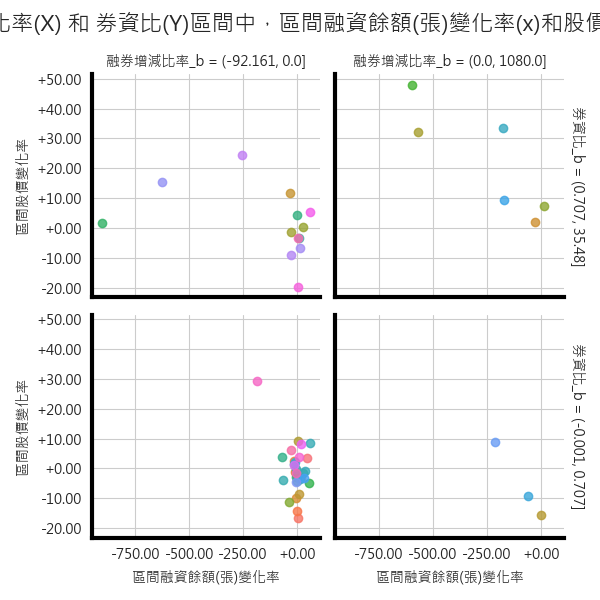 化率(X) 和 券資比(Y)區間中，區間融資餘額(張)變化率(x)和股價
融券增減比率_b = (-92.161, 0.0]
融券增減比率_b = (0.0, 1080.0]
+50.00
+40.00
+30.00
+20.00
+10.00
+0.00
-10.00
-20.00
區間股價變化率
券資比_b = (0.707, 35.48]
+50.00
+40.00
+30.00
+20.00
+10.00
+0.00
-10.00
-20.00
區間股價變化率
券資比_b = (-0.001, 0.707]
-750.00 -500.00 -250.00 +0.00
-750.00 -500.00 -250.00 +0.00
區間融資餘額(張)變化率
區間融資餘額(張)變化率